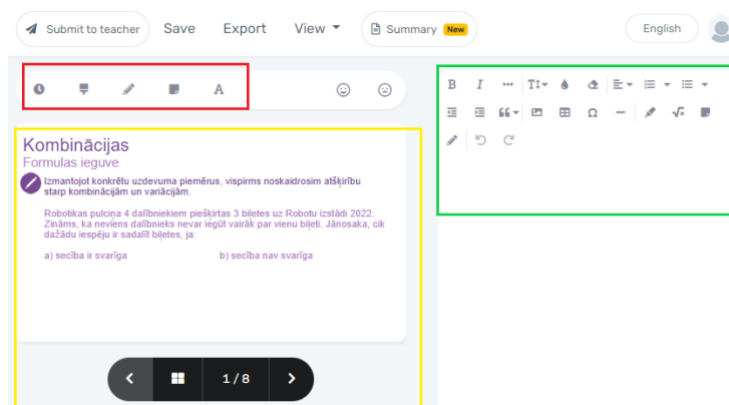 Submit to teacher Save Export View Summary New English
A
B I ... T
66 Ω — √x
Kombinācijas
Formulas ieguve
Izmantojot konkrētu uzdevuma piemērus, vispirms noskaidrosim atšķirību
starp kombinācijām un variācijām.
Robotikas pulciņa 4 dalībniekiem piešķirtas 3 biļetes uz Robotu izstādi 2022.
Zināms, ka neviens dalībnieks nevar iegūt vairāk par vienu biļeti. Jānosaka, cik
dažādu iespēju ir sadalīt biļetes, ja:
a) secība ir svarīga b) secība nav svarīga
1/8